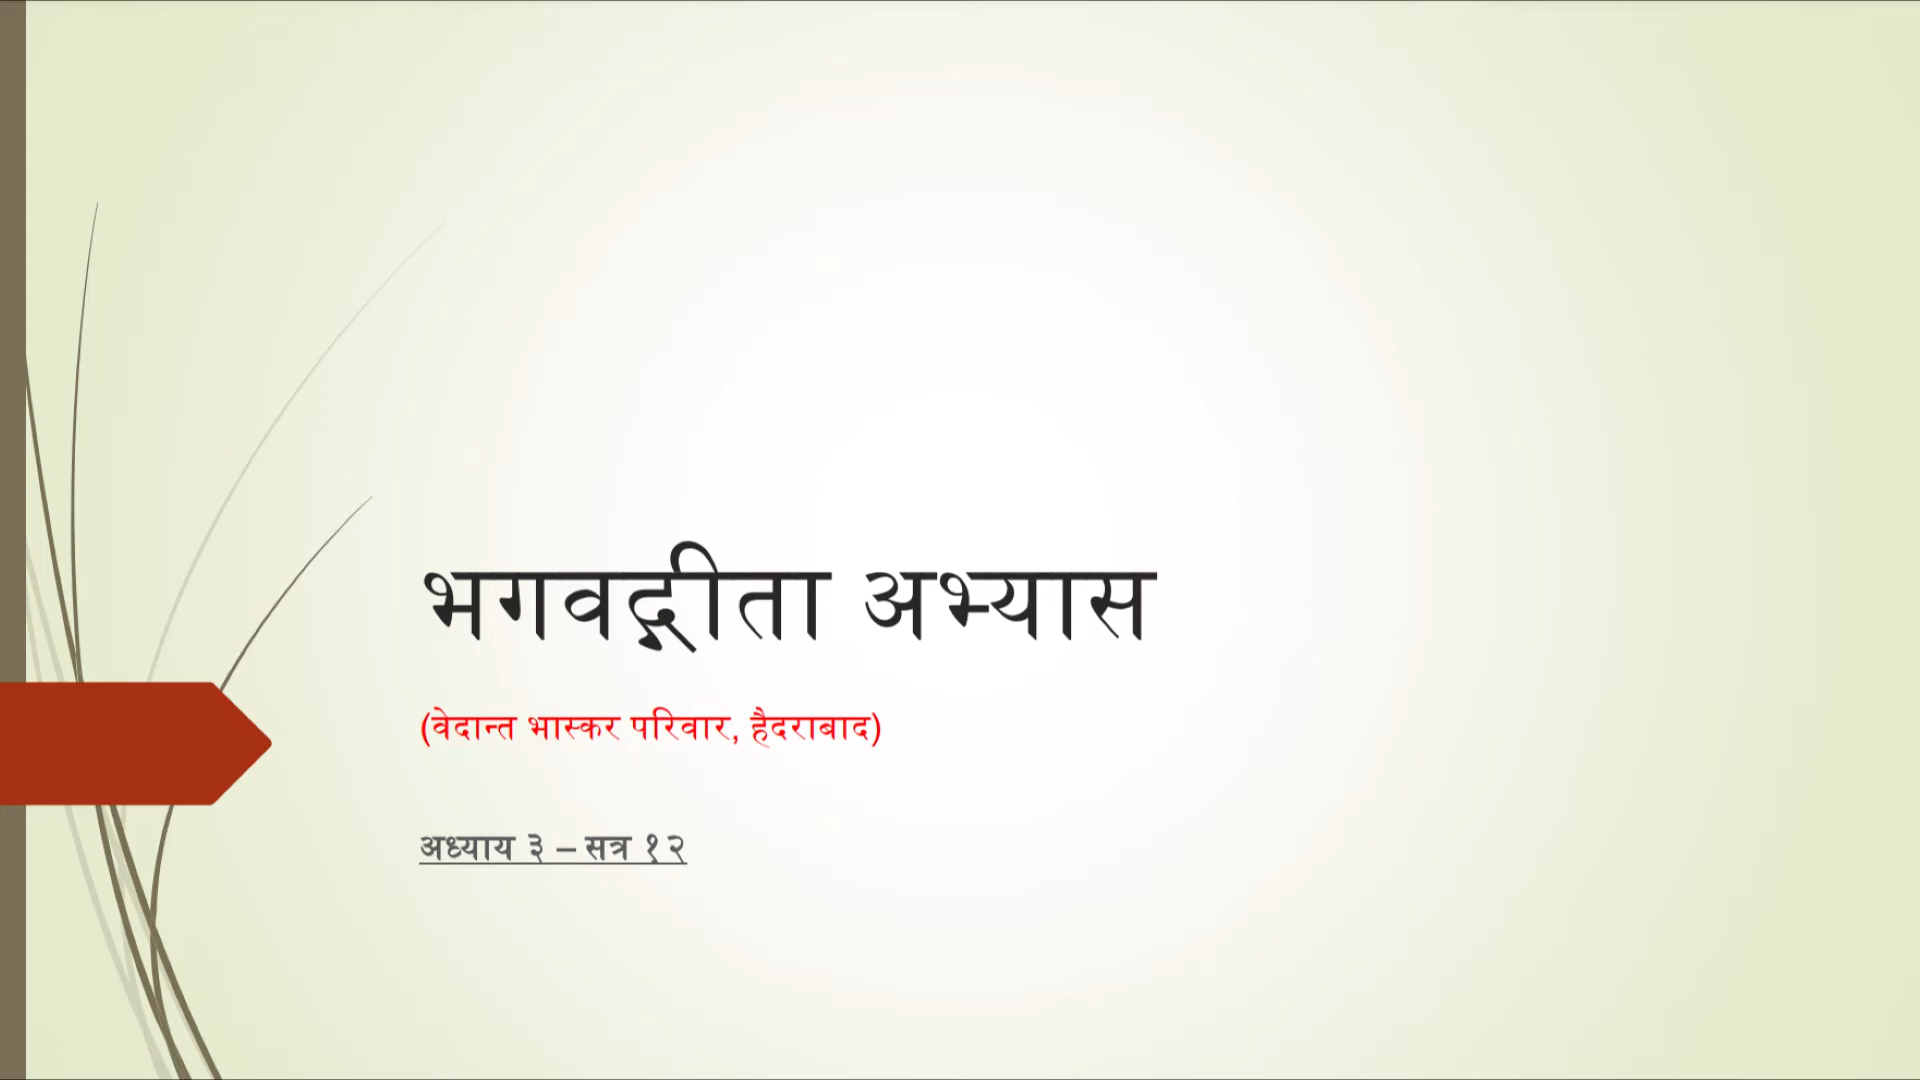 भगवद्गीता अभ्यास
(वेदान्त भास्कर परिवार, हैदराबाद)
अध्याय ३ – सत्र १२